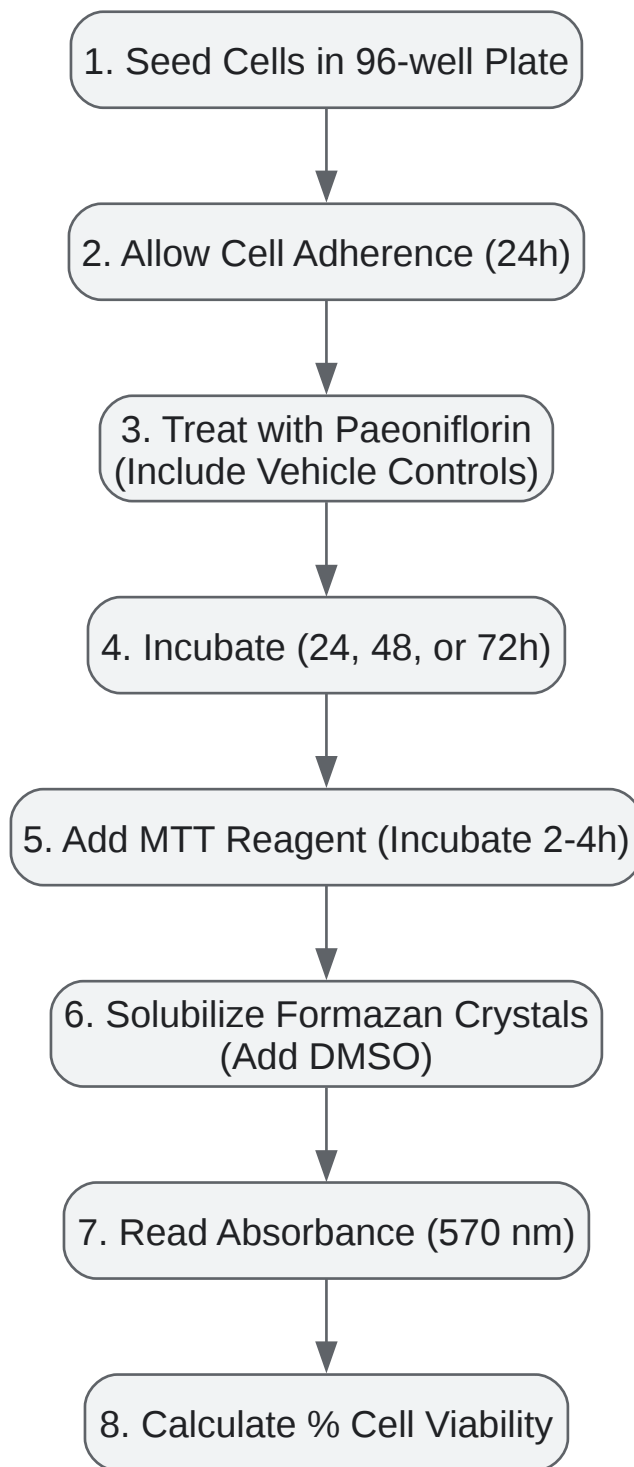 1. Seed Cells in 96-well Plate
2. Allow Cell Adherence (24h)
3. Treat with Paeoniflorin
(Include Vehicle Controls)
4. Incubate (24, 48, or 72h)
5. Add MTT Reagent (Incubate 2-4h)
6. Solubilize Formazan Crystals
(Add DMSO)
7. Read Absorbance (570 nm)
8. Calculate % Cell Viability